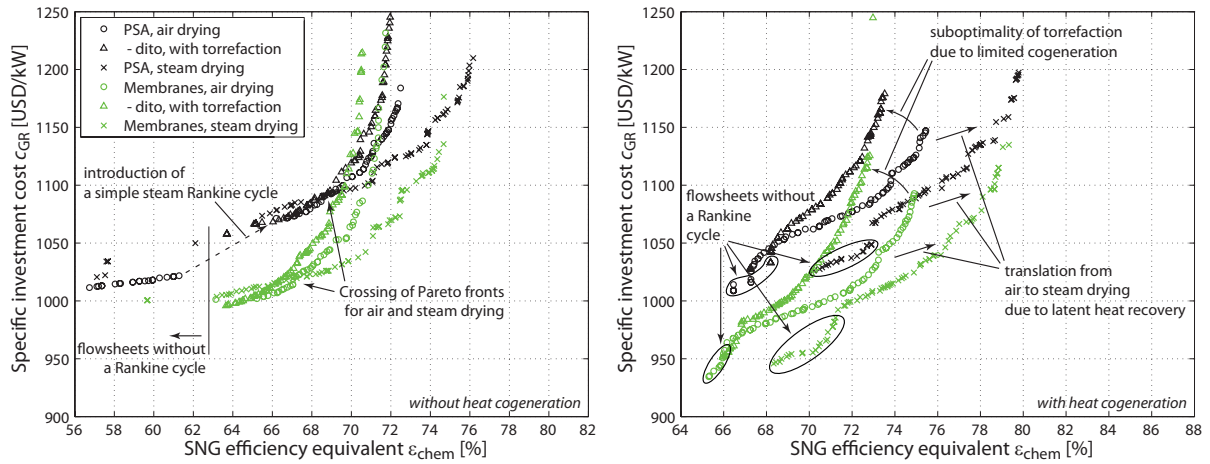 Specific investment cost cGR [USD/kW]
1250
1200
1150
1100
1050
1000
950
900
PSA, air drying
- dito, with torrefaction
PSA, steam drying
Membranes, air drying
- dito, with torrefaction
Membranes, steam drying
introduction of
a simple steam Rankine cycle
Crossing of Pareto fronts
for air and steam drying
flowsheets without
a Rankine cycle
without heat cogeneration
56 58 60 62 64 66 68 70 72 74 76 78 80 82
SNG efficiency equivalent εchem [%]
Specific investment cost cGR [USD/kW]
1250
1200
1150
1100
1050
1000
950
900
suboptimality of torrefaction
due to limited cogeneration
flowsheets without
a Rankine
cycle
translation from
air to steam drying
due to latent heat recovery
with heat cogeneration
64 66 68 70 72 74 76 78 80 82 84 86 88
SNG efficiency equivalent εchem [%]